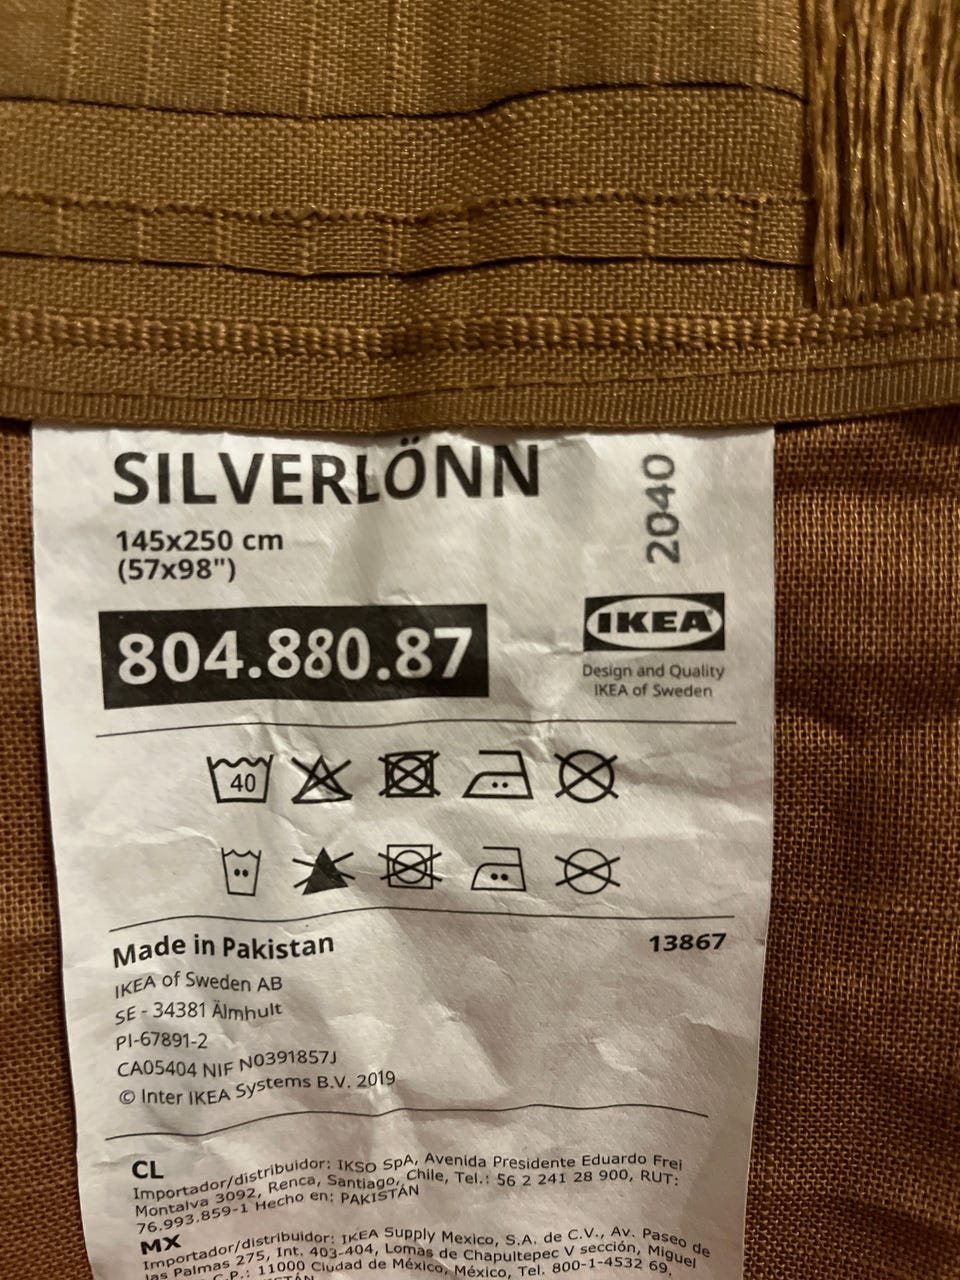 SILVERLÖNN
145x250 cm
(57x98")
2040
804.880.87
IKEA
Design and Quality
IKEA of Sweden
40
Made in Pakistan
13867
IKEA of Sweden AB
SE - 34381 Älmhult
PI-67891-2
CA05404 NIF N0391857J
© Inter IKEA Systems B.V. 2019
CL
Importador/distribuidor: IKSO SpA, Avenida Presidente Eduardo Frei
Montalva 3092, Renca, Santiago, Chile, Tel.: 56 2 241 28 900, RUT:
76.993.859-1 Hecho en: PAKISTÁN
MX
Importador/distribuidor: IKEA Supply Mexico, S.A. de C.V., Av. Paseo de
las Palmas 275, Int. 403-404, Lomas de Chapultepec V sección, Miguel
C.P.: 11000 Ciudad de México, México, Tel. 800-1-4532 69,